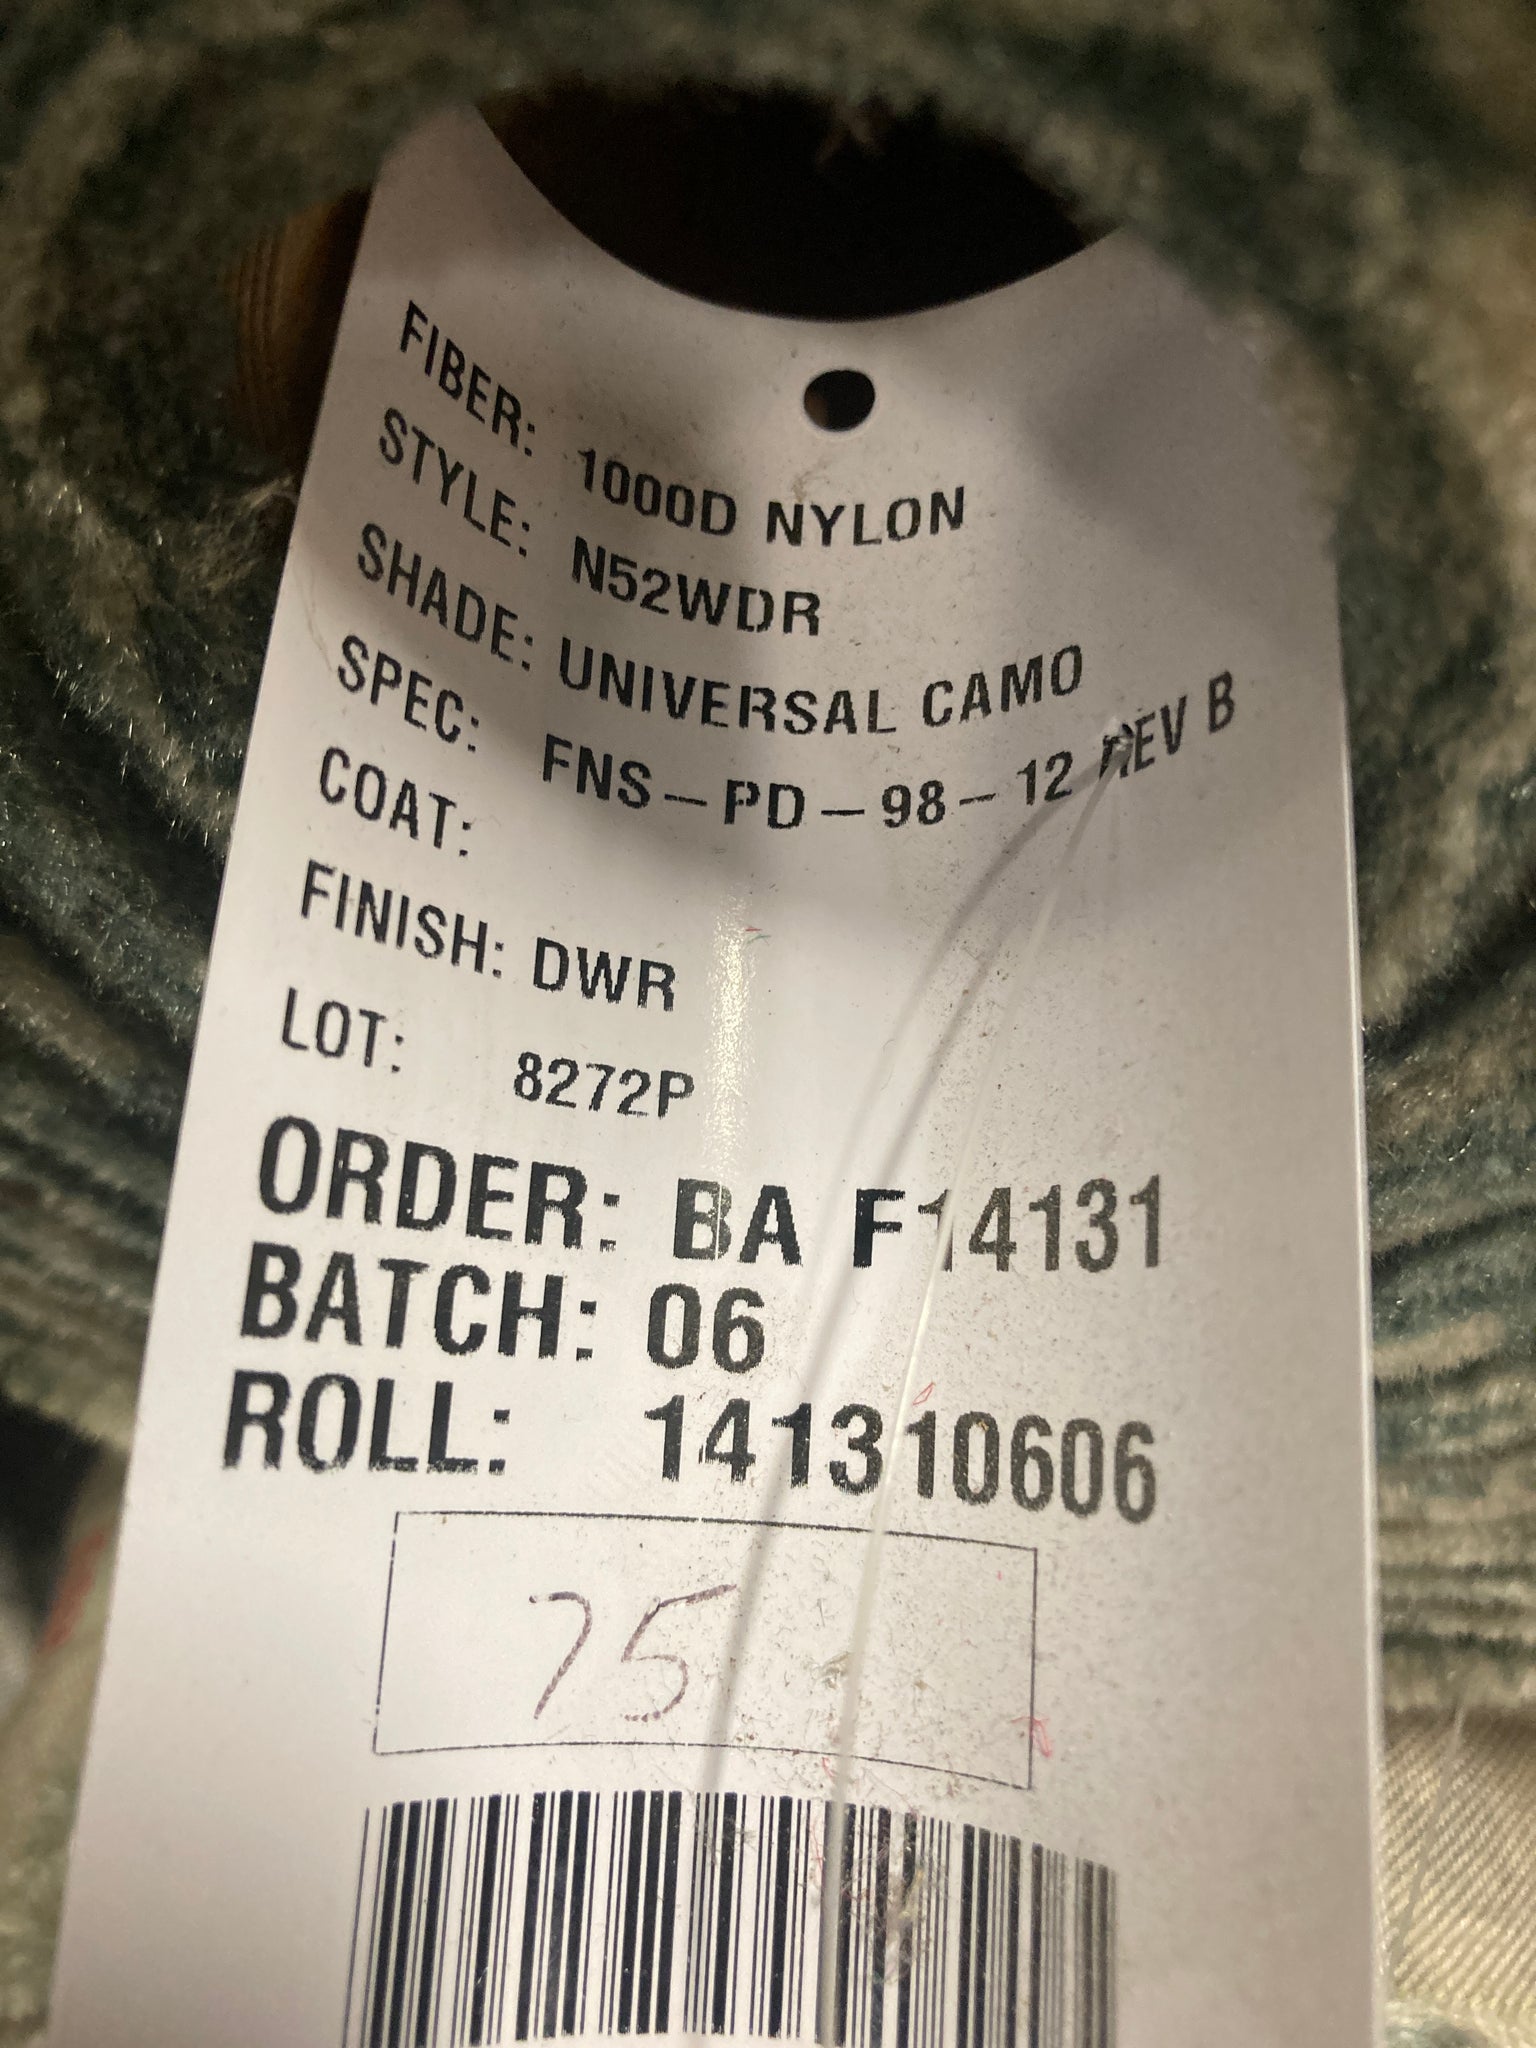 FIBER: 1000D NYLON
STYLE: N52WDR
SHADE: UNIVERSAL CAMO
SPEC: FNS-PD-98-12 REV B
COAT:
FINISH: DWR
LOT: 8272P
ORDER: BA F14131
BATCH: 06
ROLL: 141310606
75